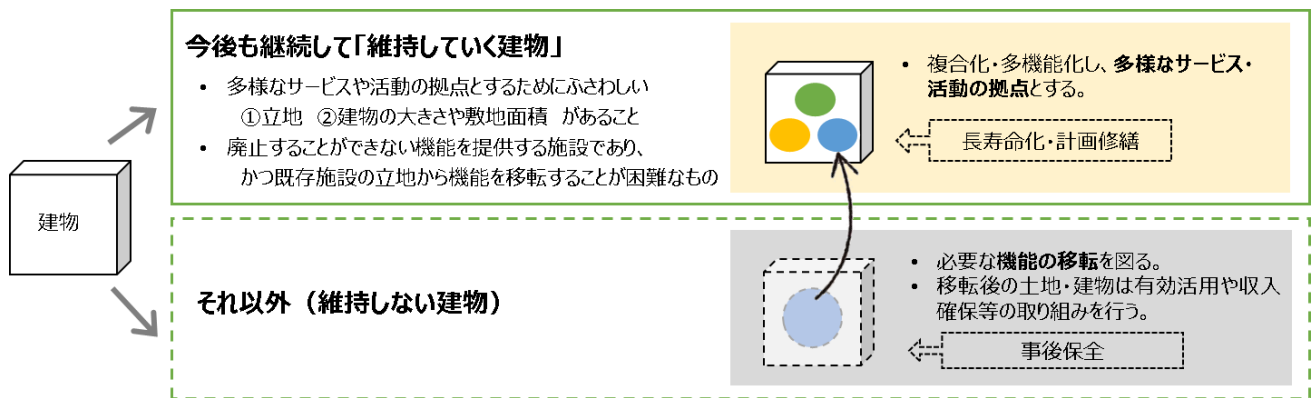 建物
今後も継続して「維持していく建物」
• 多様なサービスや活動の拠点とするためにふさわしい
①立地 ②建物の大きさや敷地面積 があること
• 廃止することができない機能を提供する施設であり、
かつ既存施設の立地から機能を移転することが困難なもの
• 複合化・多機能化し、多様なサービス・
活動の拠点とする。
長寿命化・計画修繕
それ以外（維持しない建物）
• 必要な機能の移転を図る。
• 移転後の土地・建物は有効活用や収入
確保等の取り組みを行う。
事後保全